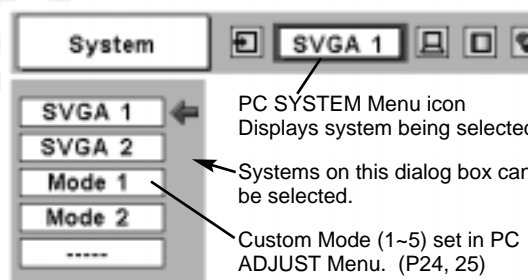 System
SVGA 1
SVGA 1
SVGA 2
Mode 1
Mode 2
-----
PC SYSTEM Menu icon
Displays system being selected
Systems on this dialog box can
be selected.
Custom Mode (1~5) set in PC
ADJUST Menu.  (P24, 25)